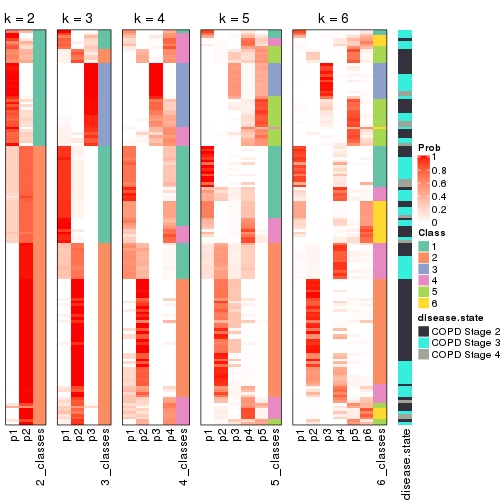 k = 2 k = 3 k = 4 k = 5 k = 6
Prob
1
0.8
0.6
0.4
0.2
0
Class
1
2
3
4
5
6
disease.state
COPD Stage 2
COPD Stage 3
COPD Stage 4
p1 p2 2_classes p1 p2 p3 3_classes p1 p2 p3 p4 4_classes p1 p2 p3 p4 p5 5_classes p1 p2 p3 p4 p5 p6 6_classes disease.state